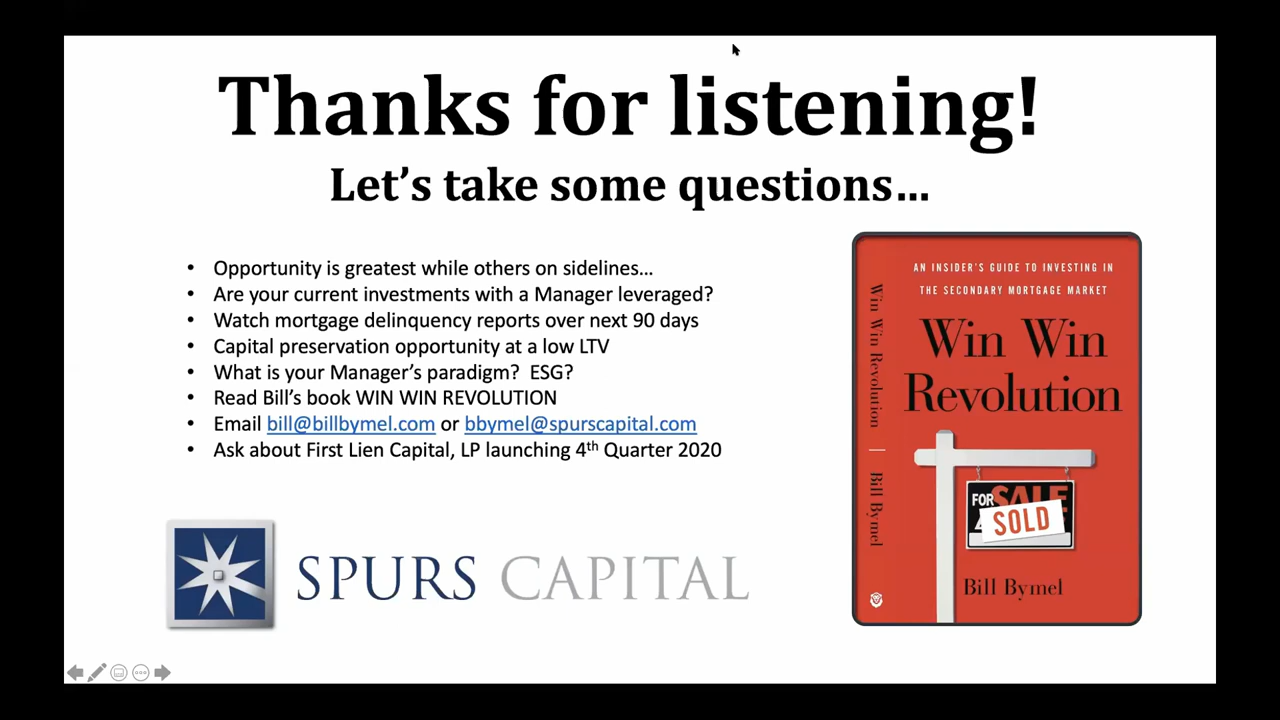 Thanks for listening!
Let's take some questions…
• Opportunity is greatest while others on sidelines…
• Are your current investments with a Manager leveraged?
• Watch mortgage delinquency reports over next 90 days
• Capital preservation opportunity at a low LTV
• What is your Manager's paradigm?  ESG?
• Read Bill's book WIN WIN REVOLUTION
• Email bill@billbymel.com or bbymel@spurscapital.com
• Ask about First Lien Capital, LP launching 4th Quarter 2020
SPURS CAPITAL
Win Win Revolution
Bill Bymel
AN INSIDER'S GUIDE TO INVESTING IN
THE SECONDARY MORTGAGE MARKET
Win Win
Revolution
FOR SALE
SOLD
Bill Bymel